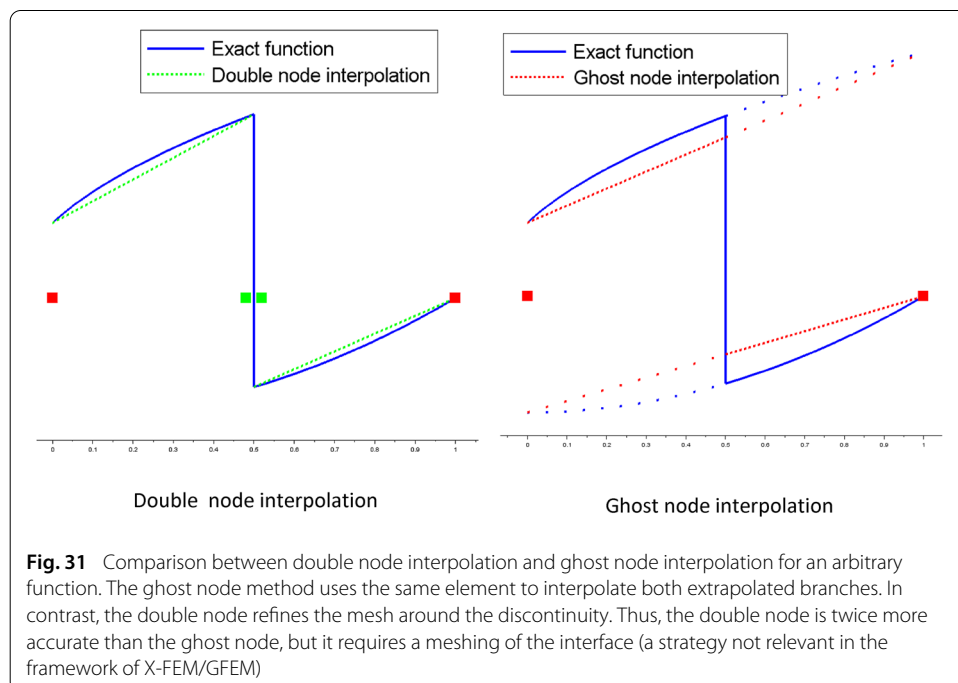 Exact function
Double node interpolation
Exact function
Ghost node interpolation
0 0.1 0.2 0.3 0.4 0.5 0.6 0.7 0.8 0.9 1
0 0.1 0.2 0.3 0.4 0.5 0.6 0.7 0.8 0.9 1
Double node interpolation
Ghost node interpolation
Fig. 31 Comparison between double node interpolation and ghost node interpolation for an arbitrary
function. The ghost node method uses the same element to interpolate both extrapolated branches. In
contrast, the double node refines the mesh around the discontinuity. Thus, the double node is twice more
accurate than the ghost node, but it requires a meshing of the interface (a strategy not relevant in the
framework of X-FEM/GFEM)